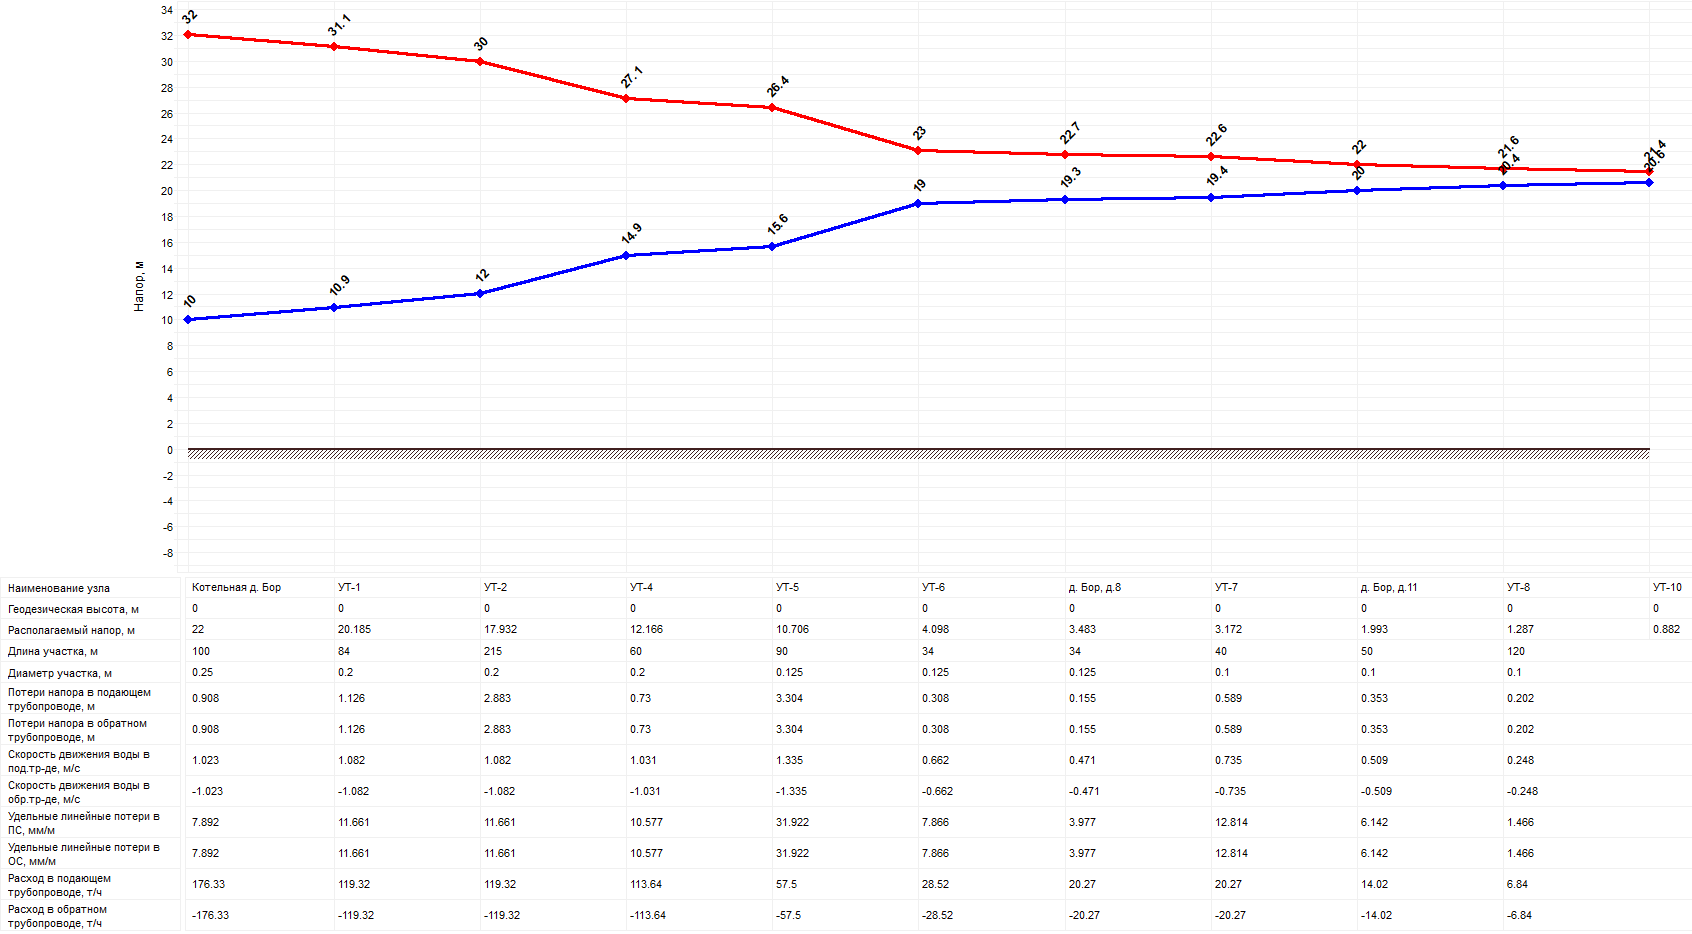 34
32
30
28
26
24
22
20
18
16
14
12
10
8
6
4
2
0
-2
-4
-6
-8
Напор, м
32
31.1
30
27.1
26.4
23
22.7
22.6
22
21.6
21.4
10
10.9
12
14.9
15.6
19
19.3
19.4
20
20.4
20.6
Наименование узла Котельная д. Бор УТ-1 УТ-2 УТ-4 УТ-5 УТ-6 д. Бор, д.8 УТ-7 д. Бор, д.11 УТ-8 УТ-10
Геодезическая высота, м 0 0 0 0 0 0 0 0 0 0 0
Располагаемый напор, м 22 20.185 17.932 12.166 10.706 4.098 3.483 3.172 1.993 1.287 0.882
Длина участка, м 100 84 215 60 90 34 34 40 50 120
Диаметр участка, м 0.25 0.2 0.2 0.2 0.125 0.125 0.125 0.1 0.1 0.1
Потери напора в подающем
трубопроводе, м 0.908 1.126 2.883 0.73 3.304 0.308 0.155 0.589 0.353 0.202
Потери напора в обратном
трубопроводе, м 0.908 1.126 2.883 0.73 3.304 0.308 0.155 0.589 0.353 0.202
Скорость движения воды в
под.тр-де, м/с 1.023 1.082 1.082 1.031 1.335 0.662 0.471 0.735 0.509 0.248
Скорость движения воды в
обр.тр-де, м/с -1.023 -1.082 -1.082 -1.031 -1.335 -0.662 -0.471 -0.735 -0.509 -0.248
Удельные линейные потери в
ПС, мм/м 7.892 11.661 11.661 10.577 31.922 7.866 3.977 12.814 6.142 1.466
Удельные линейные потери в
ОС, мм/м 7.892 11.661 11.661 10.577 31.922 7.866 3.977 12.814 6.142 1.466
Расход в подающем
трубопроводе, т/ч 176.33 119.32 119.32 113.64 57.5 28.52 20.27 20.27 14.02 6.84
Расход в обратном
трубопроводе, т/ч -176.33 -119.32 -119.32 -113.64 -57.5 -28.52 -20.27 -20.27 -14.02 -6.84